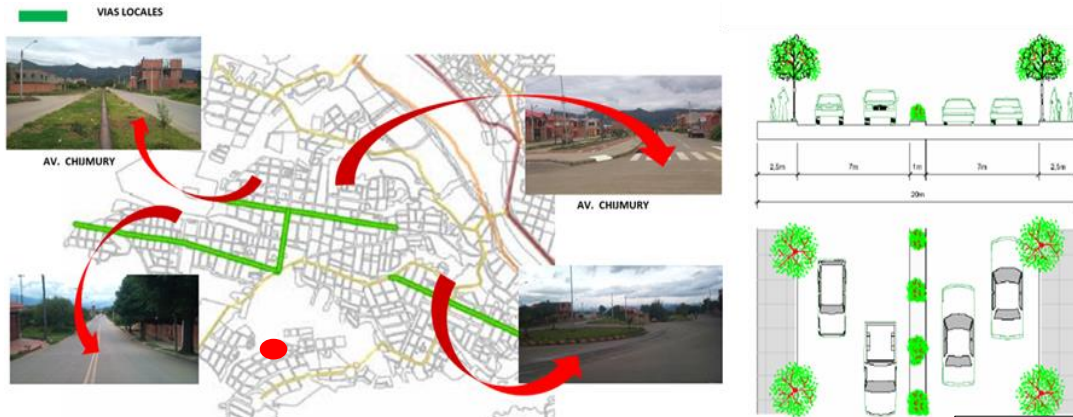 VIAS LOCALES
AV. CHIJMURY
AV. CHIJMURY
2,5m
7m
1m
7m
2,5m
20m